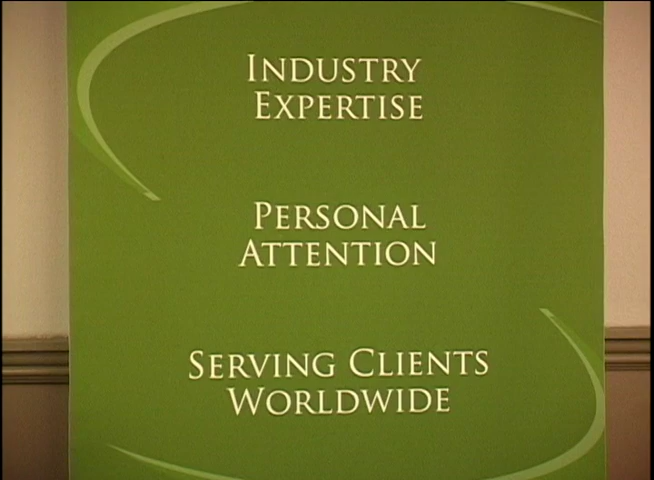 INDUSTRY
EXPERTISE
PERSONAL
ATTENTION
SERVING CLIENTS
WORLDWIDE